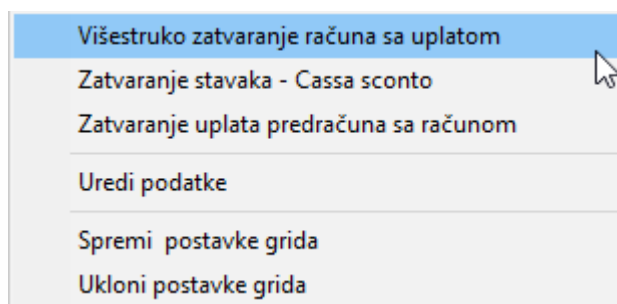 Višestruko zatvaranje računa sa uplatom
Zatvaranje stavaka - Cassa sconto
Zatvaranje uplata predračuna sa računom
Uredi podatke
Spremi  postavke grida
Ukloni postavke grida